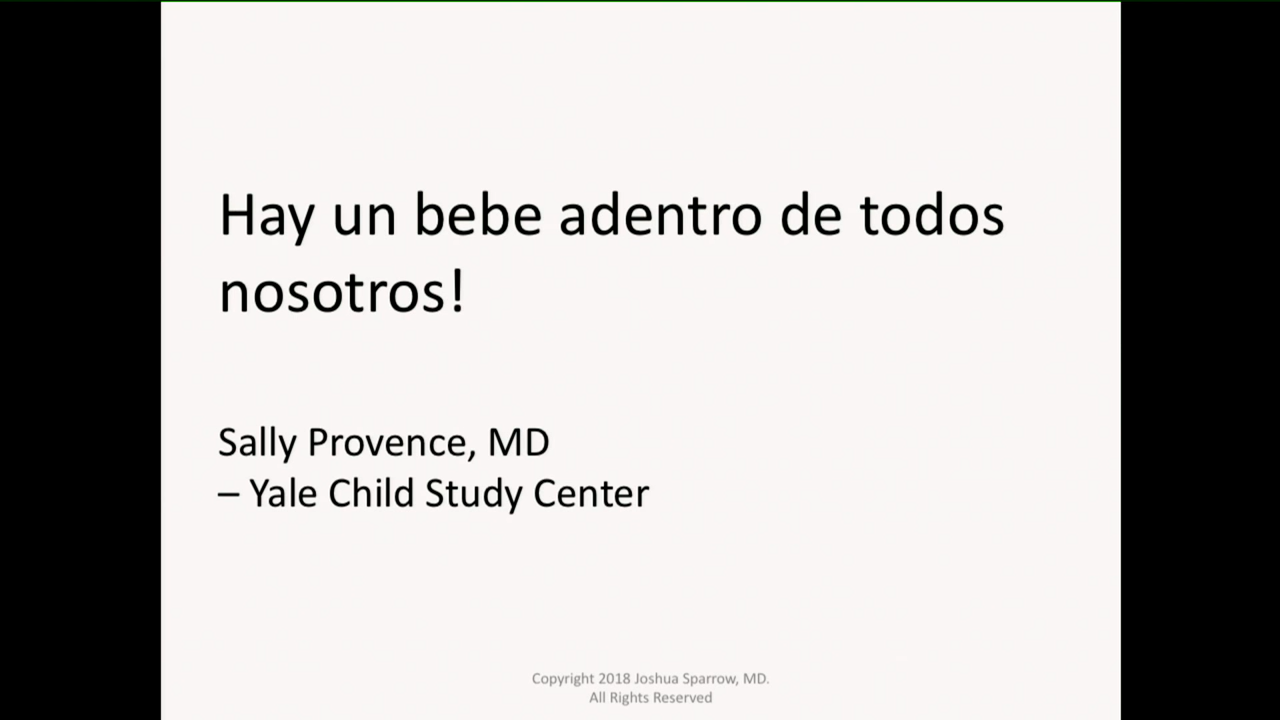 Hay un bebe adentro de todos
nosotros!
Sally Provence, MD
– Yale Child Study Center
Copyright 2018 Joshua Sparrow, MD.
All Rights Reserved